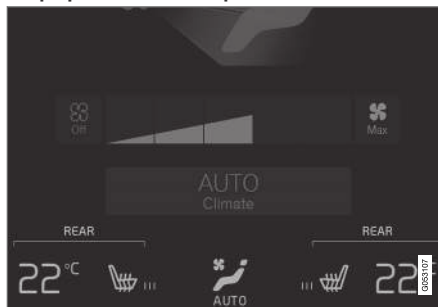 Off
Max
AUTO
Climate
REAR REAR
22°C 22
AUTO
G053107